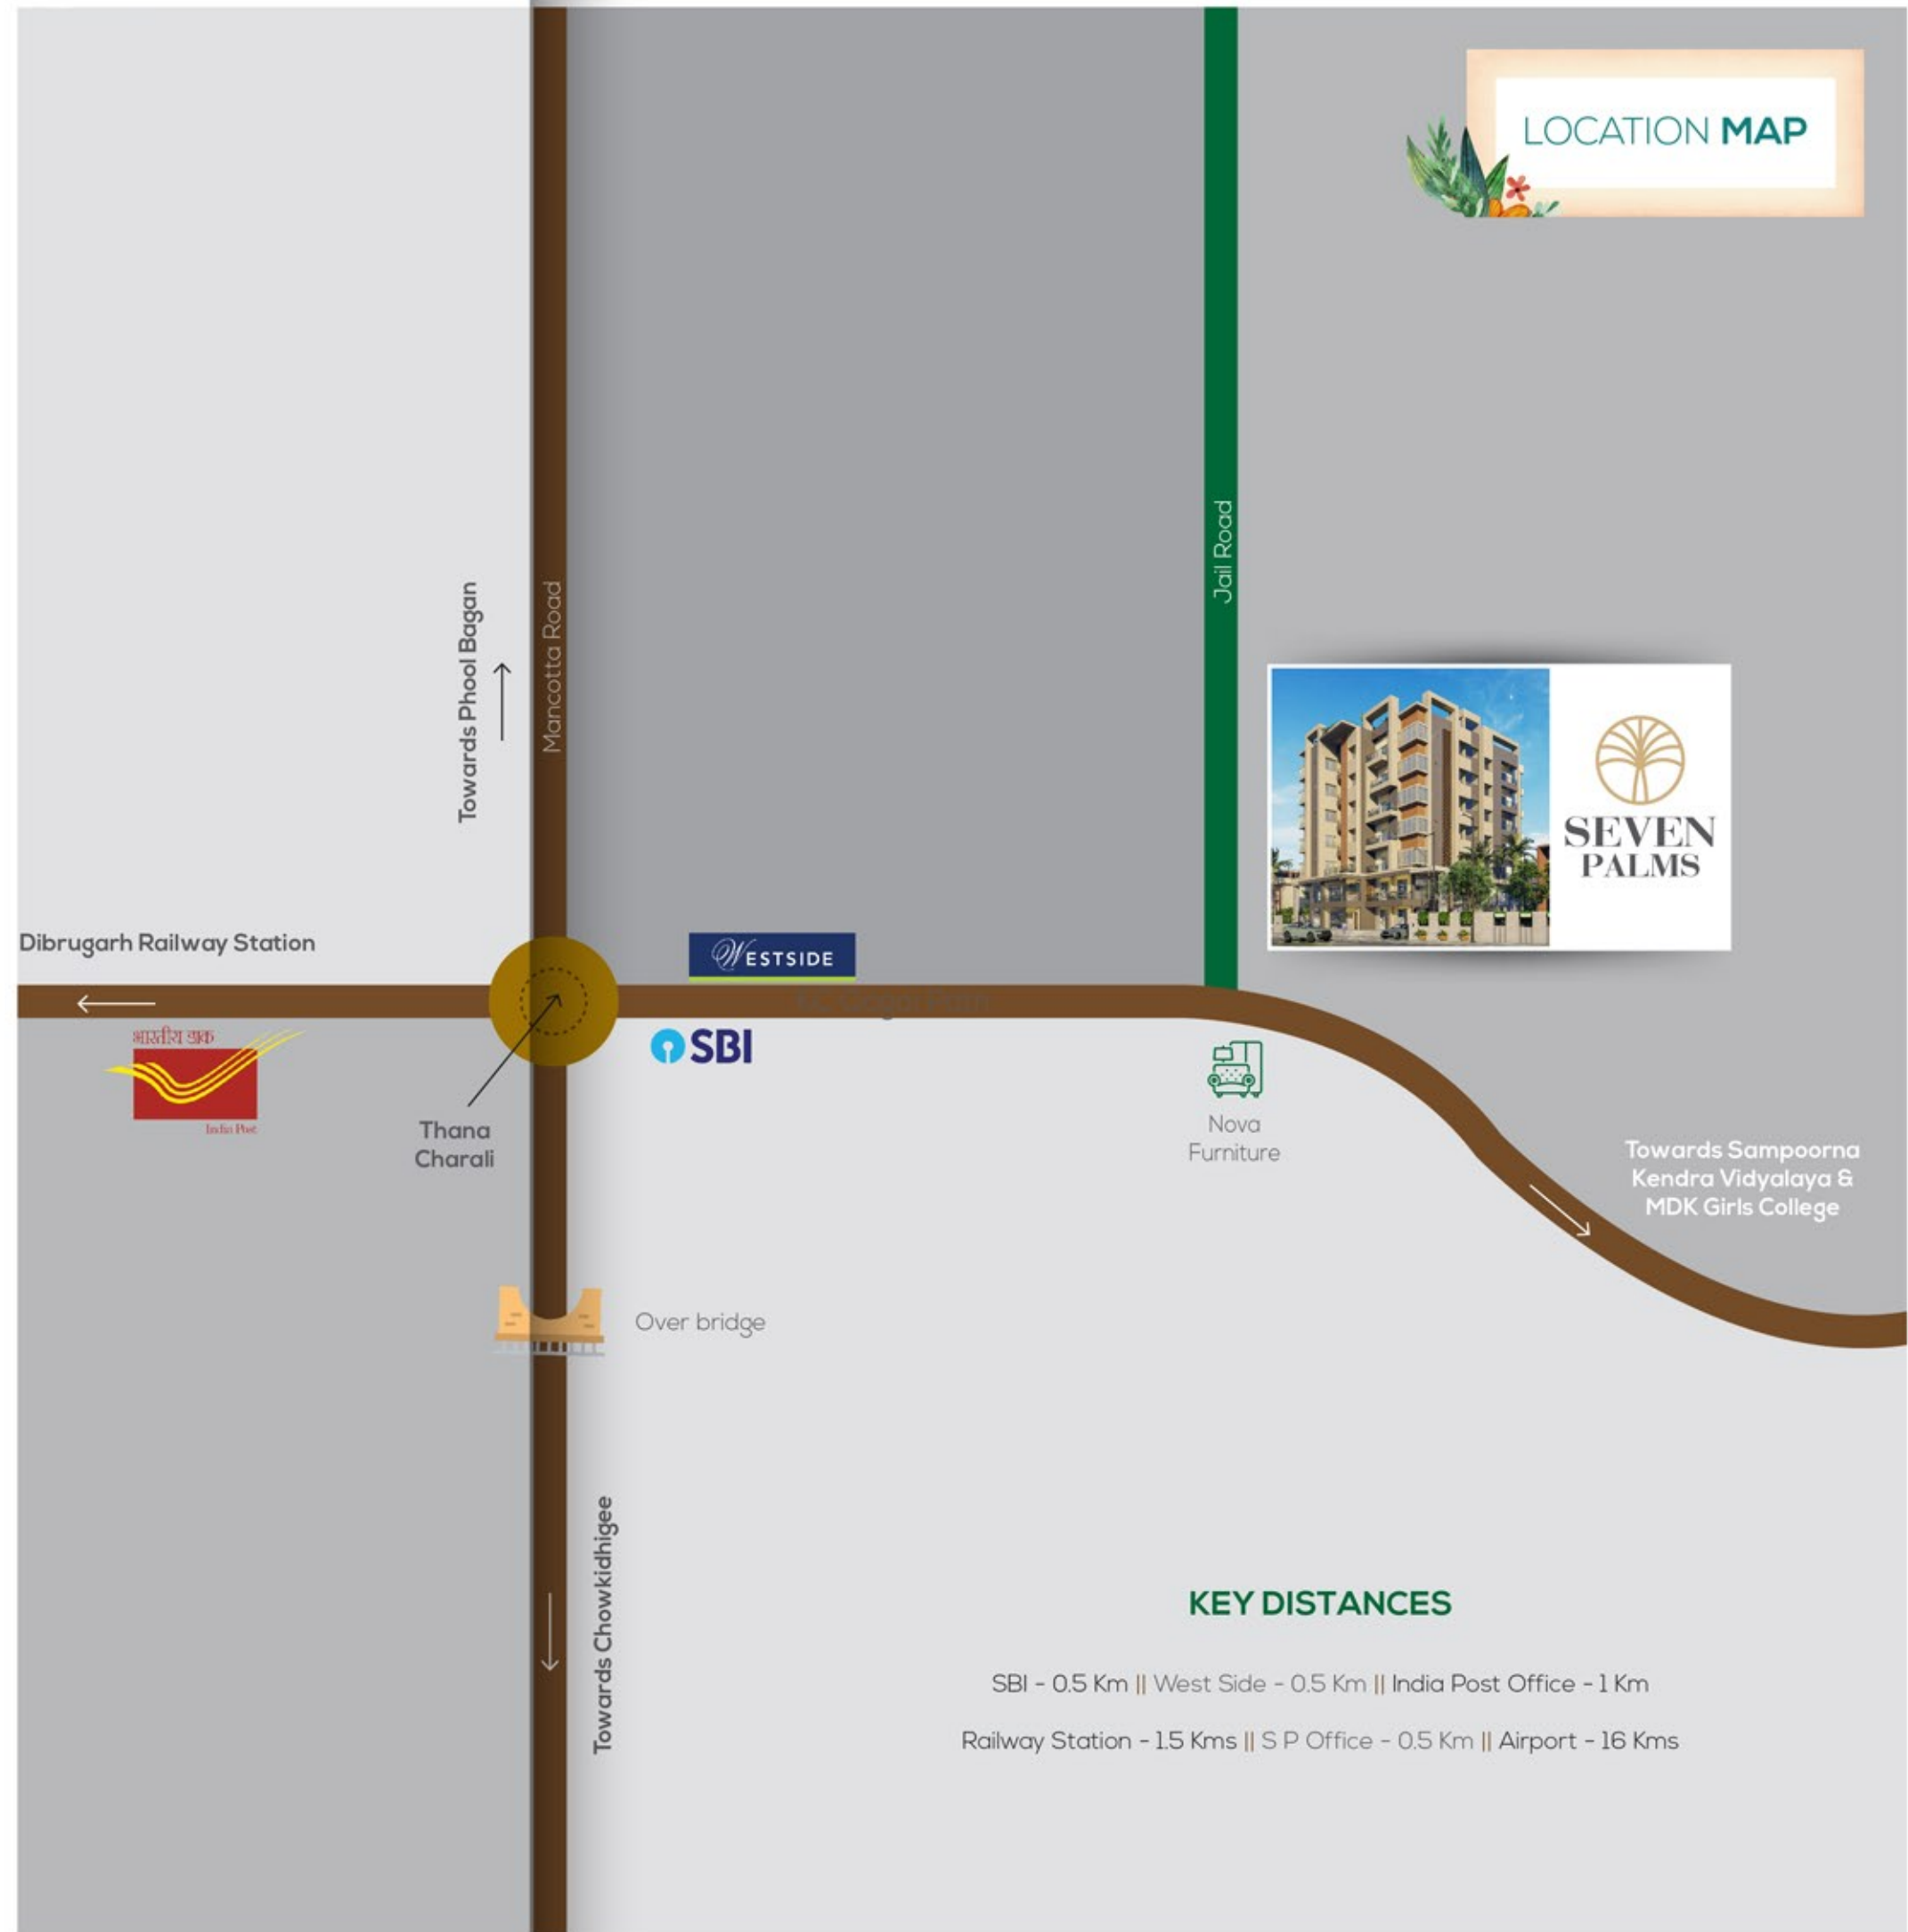 LOCATION MAP
Jail Road
Towards Phool Bagan
Mancotta Road
SEVEN
PALMS
Dibrugarh Railway Station
WESTSIDE
SBI
भारतीय डाक
India Post
Thana
Charali
Nova
Furniture
Towards Sampoorna
Kendra Vidyalaya &
MDK Girls College
Over bridge
Towards Chowkidhigee
KEY DISTANCES
SBI - 0.5 Km || West Side - 0.5 Km || India Post Office - 1 Km
Railway Station - 1.5 Kms || S P Office - 0.5 Km || Airport - 16 Kms